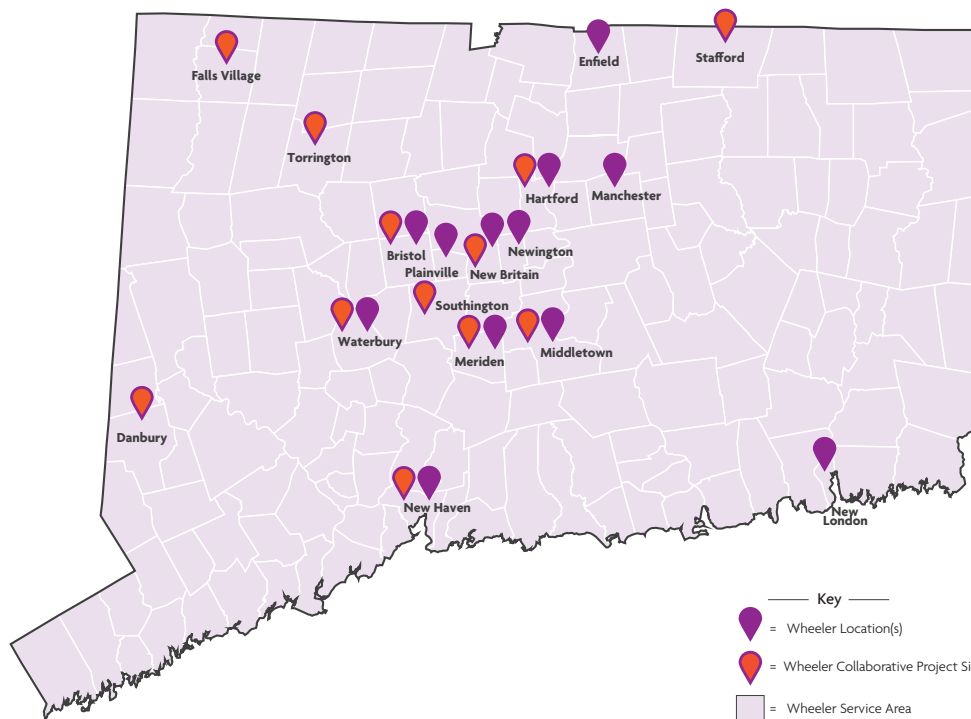 Enfield
Stafford
Falls Village
Torrington
Hartford
Manchester
Bristol
Newington
Plainville
New Britain
Southington
Waterbury
Meriden
Middletown
Danbury
New Haven
New
London
Key
= Wheeler Location(s)
= Wheeler Collaborative Project Si
= Wheeler Service Area